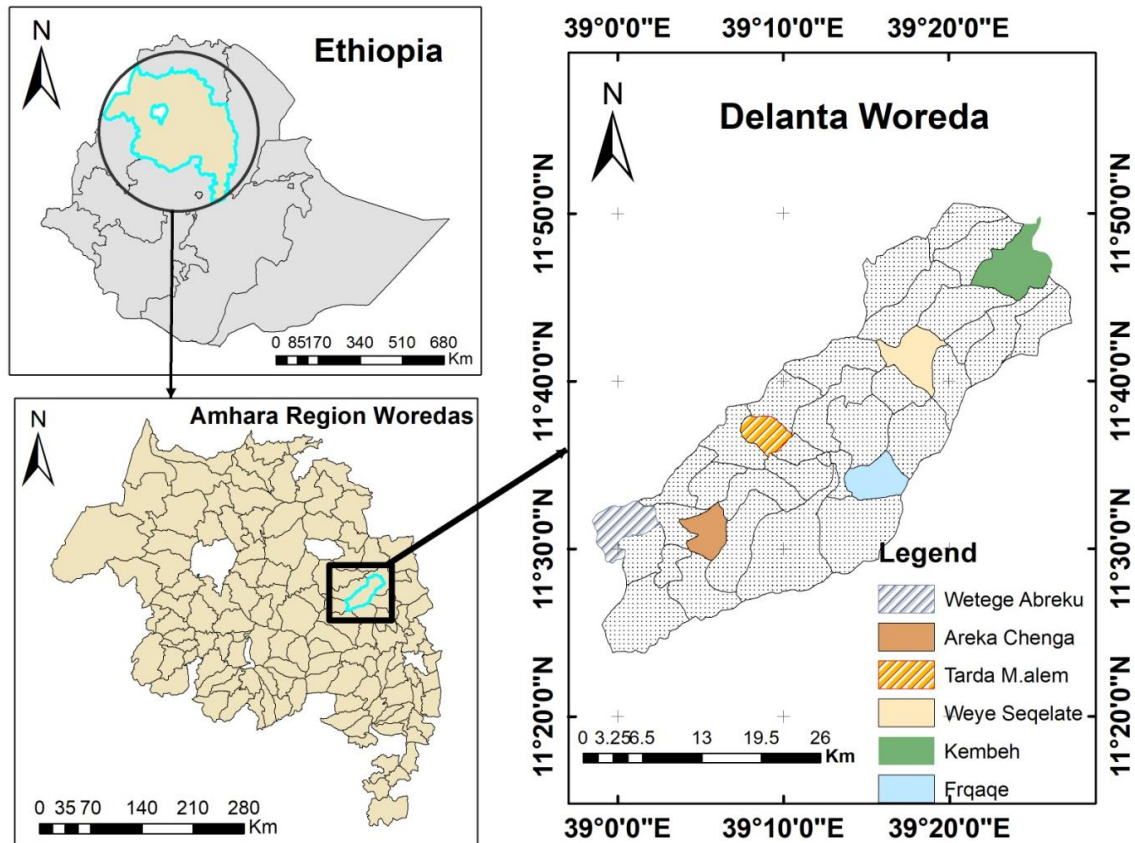 N
Ethiopia
0 85170 340 510 680
Km
N
Amhara Region Woredas
0 35 70 140 210 280
Km
39°0'0"E 39°10'0"E 39°20'0"E
N
Delanta Woreda
11°50'0"N 11°50'0"N
11°40'0"N 11°40'0"N
11°30'0"N 11°30'0"N
11°20'0"N 11°20'0"N
Legend
Wetege Abreku
Areka Chenga
Tarda M.alem
Weye Seqelate
Kembeh
Frqaqe
0 3.256.5 13 19.5 26
Km
39°0'0"E 39°10'0"E 39°20'0"E